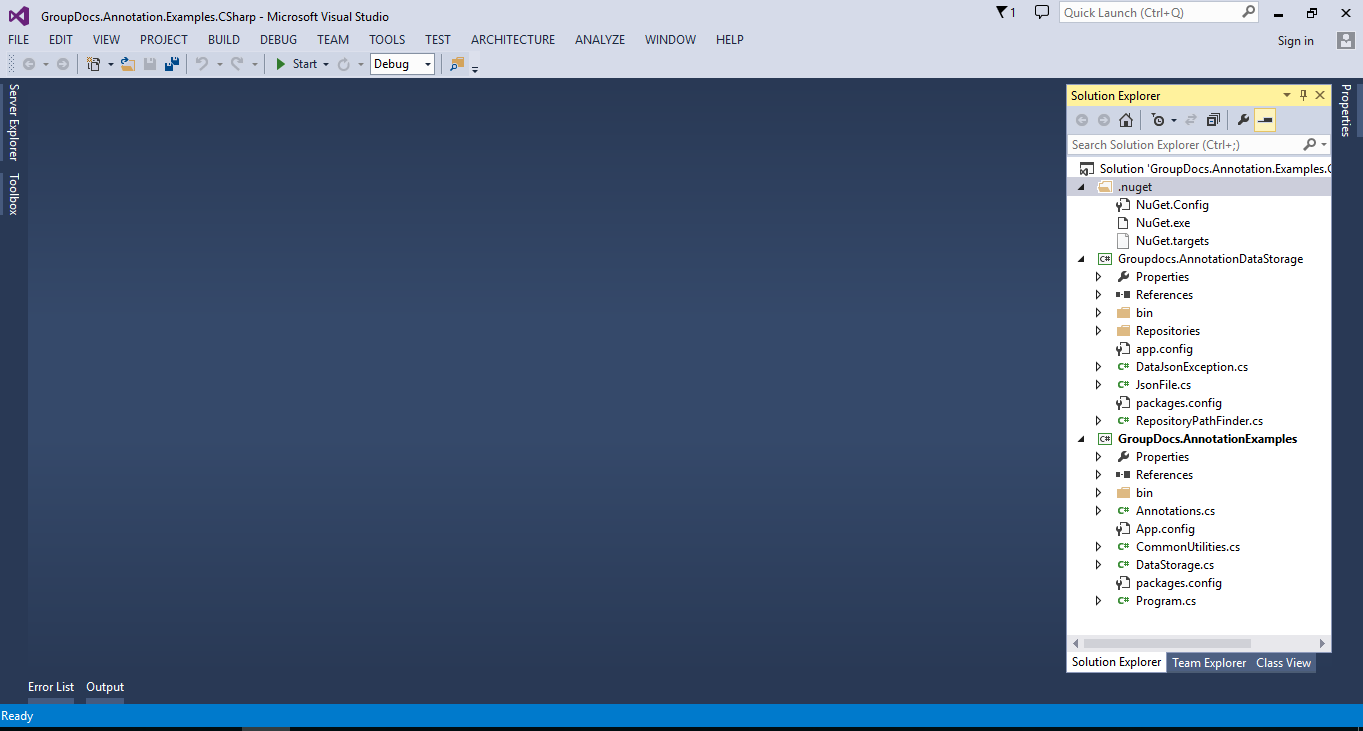 GroupDocs.Annotation.Examples.CSharp - Microsoft Visual Studio
1
Quick Launch (Ctrl+Q)
FILE EDIT VIEW PROJECT BUILD DEBUG TEAM TOOLS TEST ARCHITECTURE ANALYZE WINDOW HELP
Sign in
Start
Debug
Server Explorer
Toolbox
Solution Explorer
Search Solution Explorer (Ctrl+;)
Solution 'GroupDocs.Annotation.Examples.C
.nuget
NuGet.Config
NuGet.exe
NuGet.targets
C# Groupdocs.AnnotationDataStorage
Properties
References
bin
Repositories
app.config
C# DataJsonException.cs
C# JsonFile.cs
packages.config
C# RepositoryPathFinder.cs
C# GroupDocs.AnnotationExamples
Properties
References
bin
C# Annotations.cs
App.config
C# CommonUtilities.cs
C# DataStorage.cs
packages.config
C# Program.cs
Solution Explorer Team Explorer Class View
Properties
Error List Output
Ready